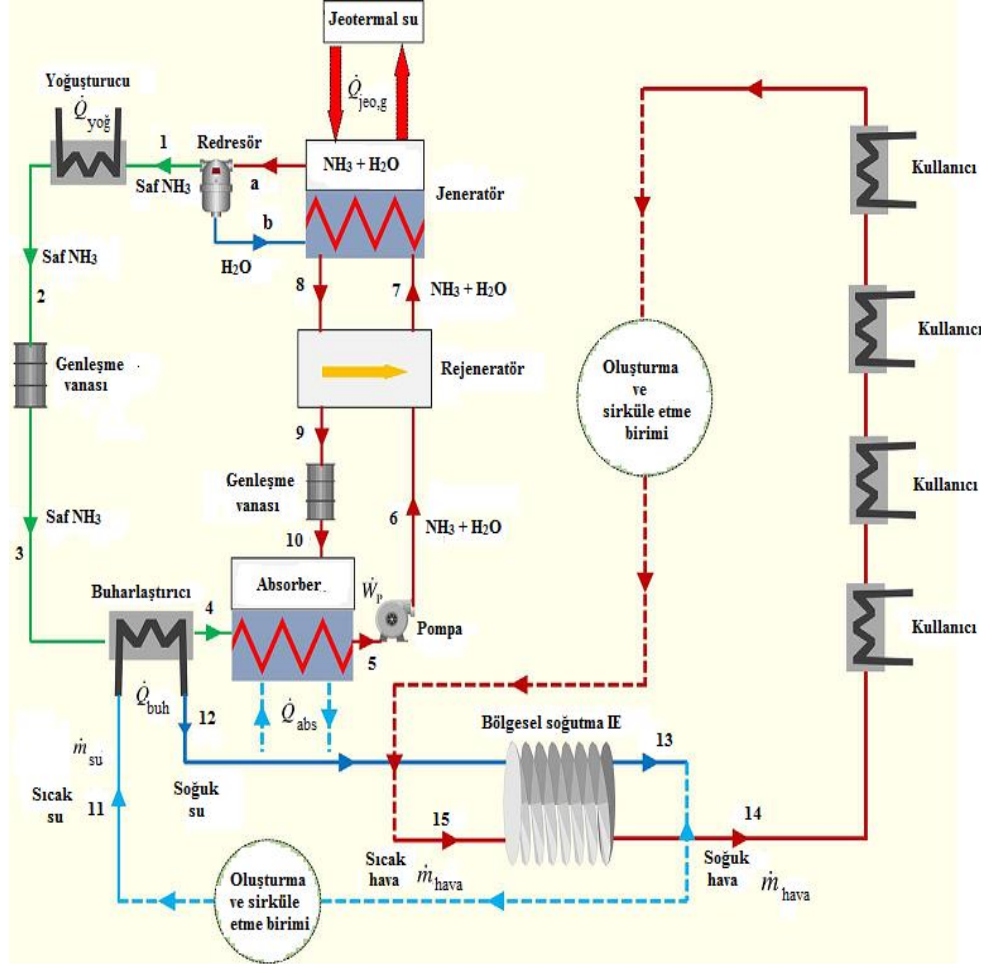 Jeotermal su
Q̇jeo,g
Yoğuşturucu
Q̇yoğ
1
Redresör
Saf NH3
a
NH3 + H2O
Jeneratör
b
H2O
Saf NH3
2
8
7
NH3 + H2O
Genleşme
vanası
Rejeneratör
9
Genleşme
vanası
6
NH3 + H2O
Saf NH3
3
10
Absorber
Ẇp
Pompa
Buharlaştırıcı
4
5
Q̇buh
12
Q̇abs
ṁsu
Sıcak
su
11
Soğuk
su
Bölgesel soğutma IE
13
15
Sıcak
hava
ṁhava
14
Soğuk
hava
ṁhava
Oluşturma
ve sirküle
etme birimi
Oluşturma
ve
sirküle etme
birimi
Kullanıcı
Kullanıcı
Kullanıcı
Kullanıcı